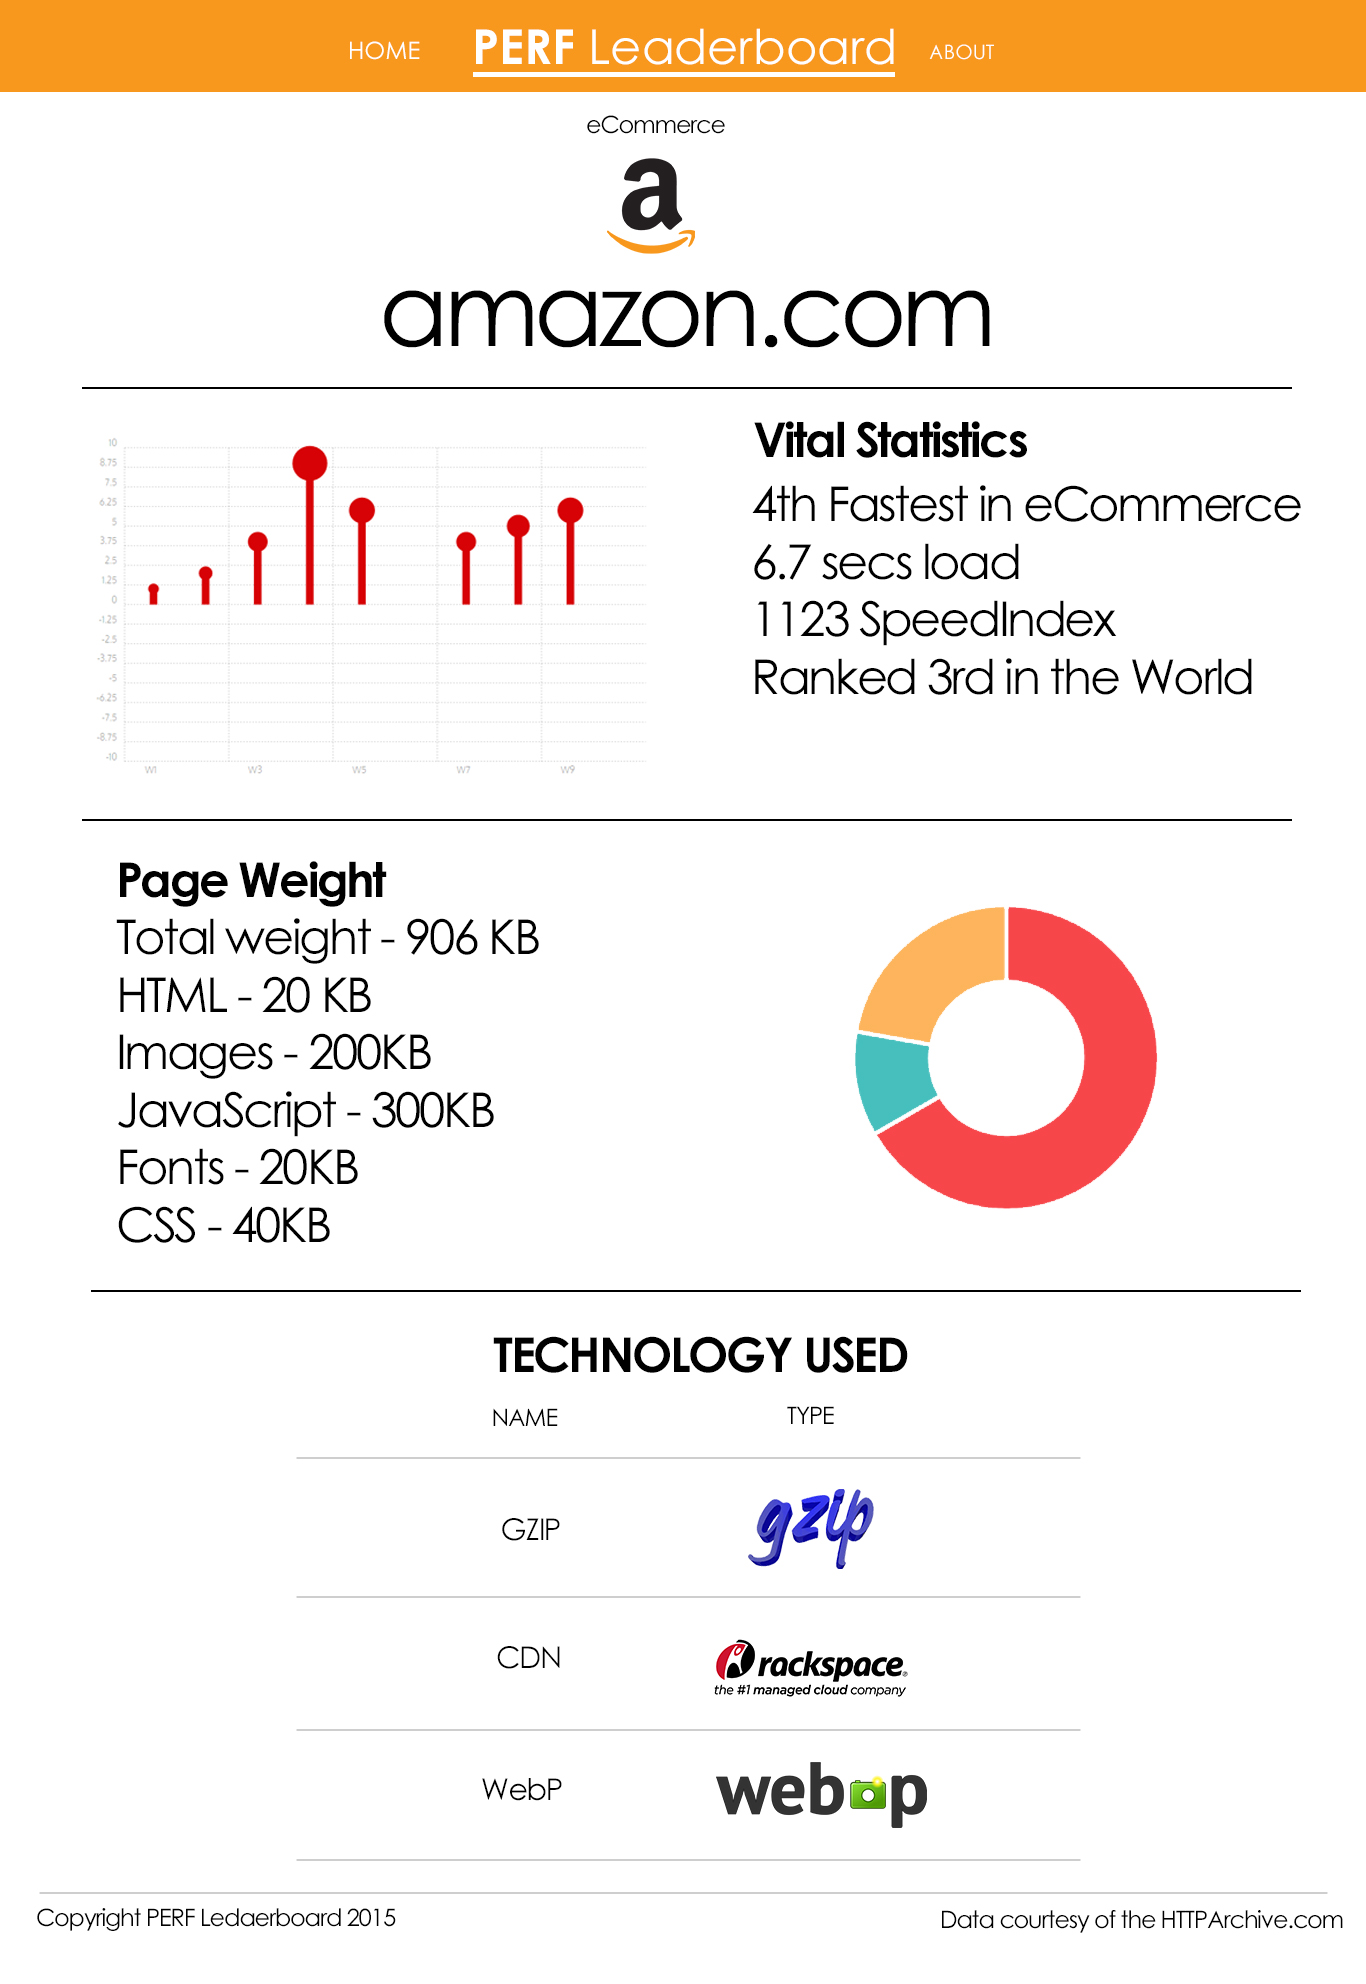 HOME PERF Leaderboard ABOUT
eCommerce
a
amazon.com
10
8.75
7.5
6.25
5
3.75
2.5
1.25
0
-1.25
-2.5
-3.75
-5
-6.25
-7.5
-8.75
-10
W1 W3 W5 W7 W9
Vital Statistics
4th Fastest in eCommerce
6.7 secs load
1123 SpeedIndex
Ranked 3rd in the World
Page Weight
Total weight - 906 KB
HTML - 20 KB
Images - 200KB
JavaScript - 300KB
Fonts - 20KB
CSS - 40KB
TECHNOLOGY USED
NAME TYPE
GZIP gzip
CDN rackspace®
the #1 managed cloud company
WebP webp
Copyright PERF Ledaerboard 2015 Data courtesy of the HTTPArchive.com